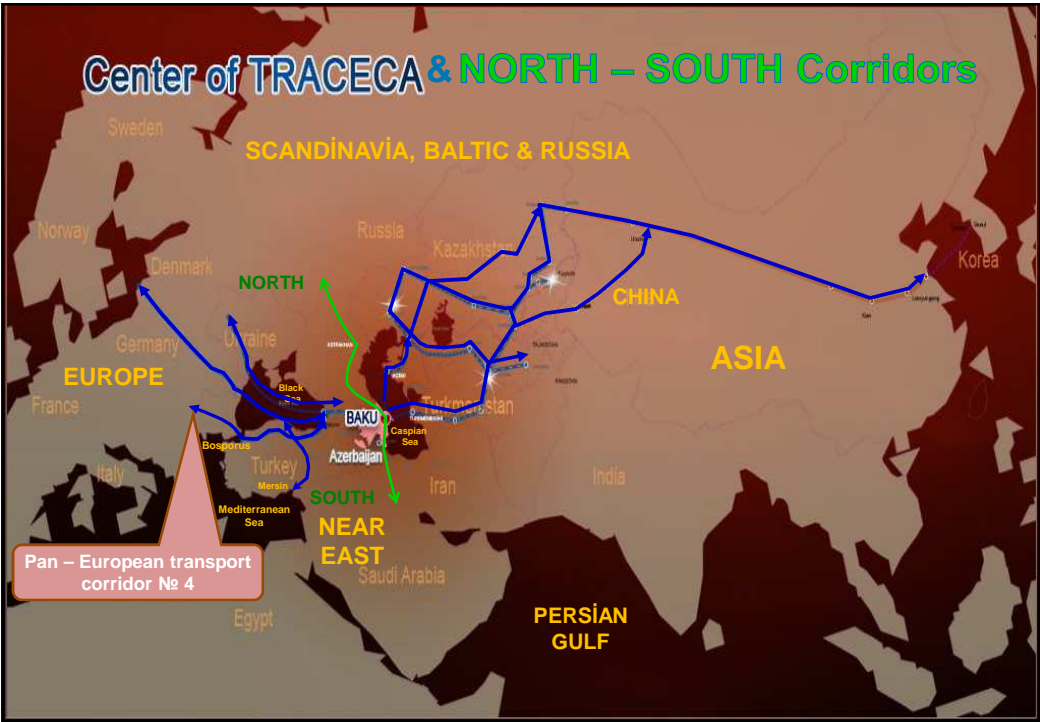 Center of TRACECA & NORTH – SOUTH Corridors
Sweden
SCANDİNAVİA, BALTIC & RUSSIA
Norway
Russia
Kazakhstan
Korea
Denmark
NORTH
CHINA
Germany
Ukraine
ASIA
EUROPE
Black
Sea
France
BAKU
Turkmenistan
Caspian
Sea
Bosporus
Azerbaijan
Italy
Turkey
Iran
India
Mersin
SOUTH
Mediterranean
Sea
NEAR
EAST
Pan – European transport
corridor № 4
Saudi Arabia
Egypt
PERSİAN
GULF